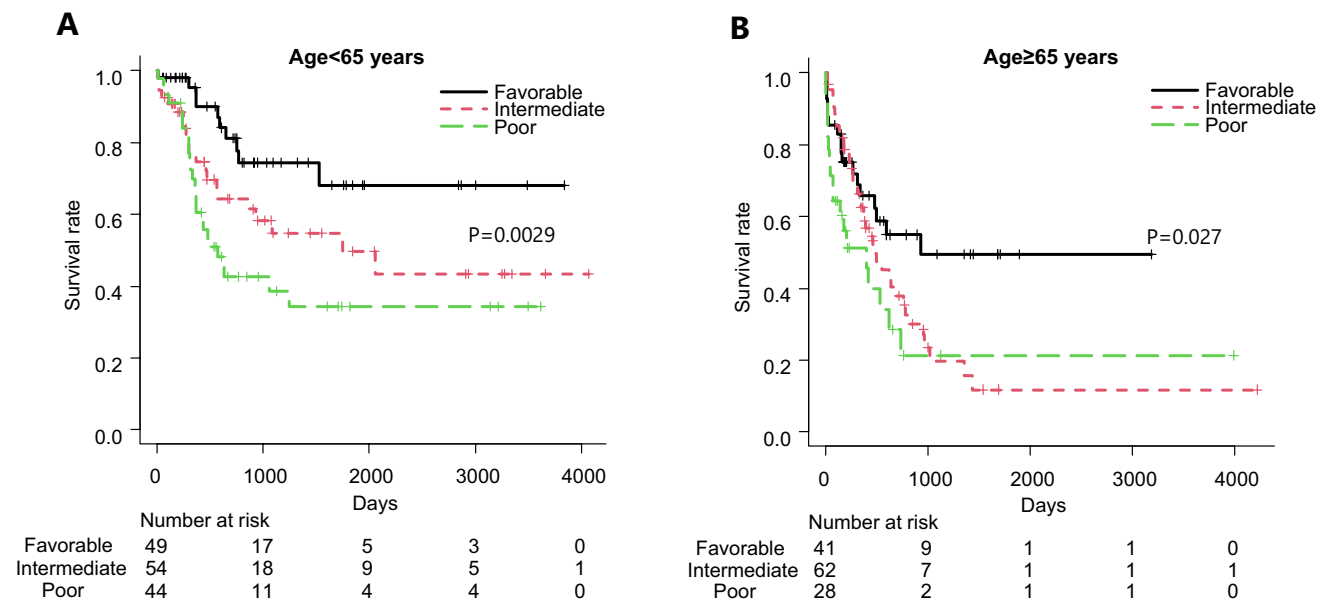 A
Age<65 years
Favorable
Intermediate
Poor
P=0.0029
Survival rate
1.0
0.8
0.6
0.4
0.2
0.0
0 1000 2000 3000 4000
Days
Number at risk
Favorable 49 17 5 3 0
Intermediate 54 18 9 5 1
Poor 44 11 4 4 0
B
Age≥65 years
Favorable
Intermediate
Poor
P=0.027
Survival rate
1.0
0.8
0.6
0.4
0.2
0.0
0 1000 2000 3000 4000
Days
Number at risk
Favorable 41 9 1 1 0
Intermediate 62 7 1 1 1
Poor 28 2 1 1 0